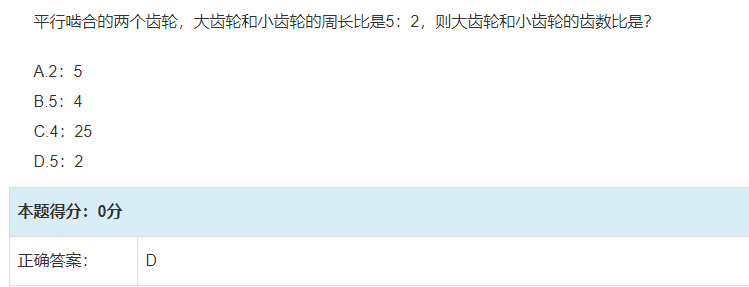 平行啮合的两个齿轮，大齿轮和小齿轮的周长比是5：2，则大齿轮和小齿轮的齿数比是?
A.2：5
B.5：4
C.4：25
D.5：2
本题得分：0分
正确答案： D